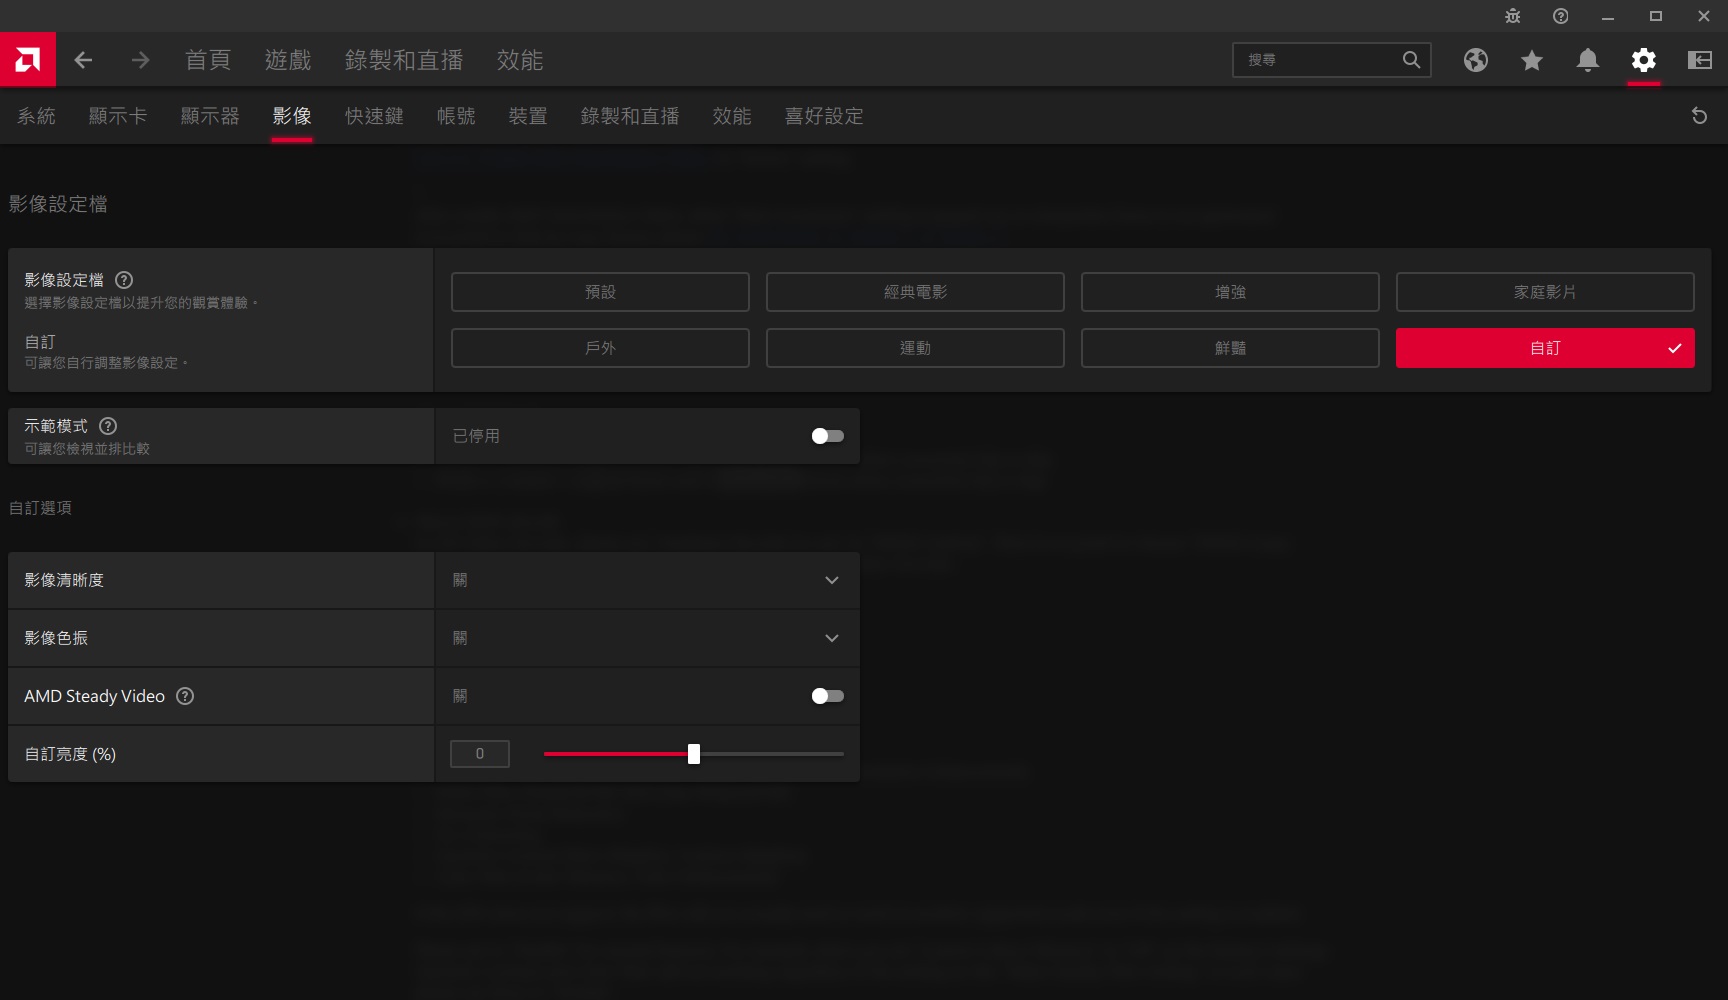 首頁
遊戲
錄製和直播
效能
搜尋
系統
顯示卡
顯示器
影像
快速鍵
帳號
裝置
錄製和直播
效能
喜好設定
影像設定檔
影像設定檔
選擇影像設定檔以提升您的觀賞體驗。
自訂
可讓您自行調整影像設定。
預設
經典電影
增強
家庭影片
戶外
運動
鮮豔
自訂
示範模式
可讓您檢視並排比較
已停用
自訂選項
影像清晰度
關
影像色振
關
AMD Steady Video
關
自訂亮度 (%)
0